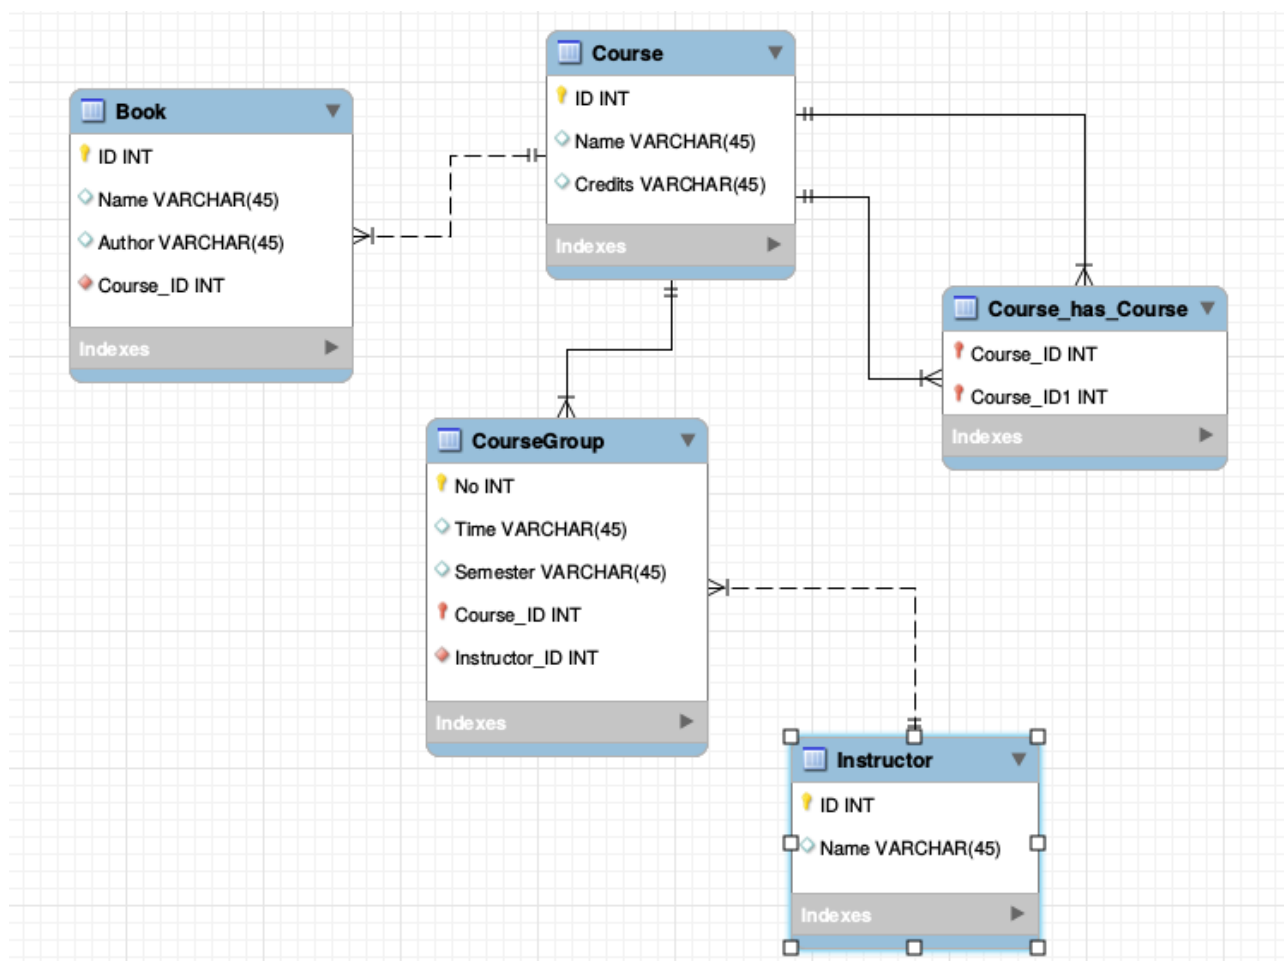 Book
ID INT
Name VARCHAR(45)
Author VARCHAR(45)
Course_ID INT
Indexes
Course
ID INT
Name VARCHAR(45)
Credits VARCHAR(45)
Indexes
Course_has_Course
Course_ID INT
Course_ID1 INT
Indexes
CourseGroup
No INT
Time VARCHAR(45)
Semester VARCHAR(45)
Course_ID INT
Instructor_ID INT
Indexes
Instructor
ID INT
Name VARCHAR(45)
Indexes